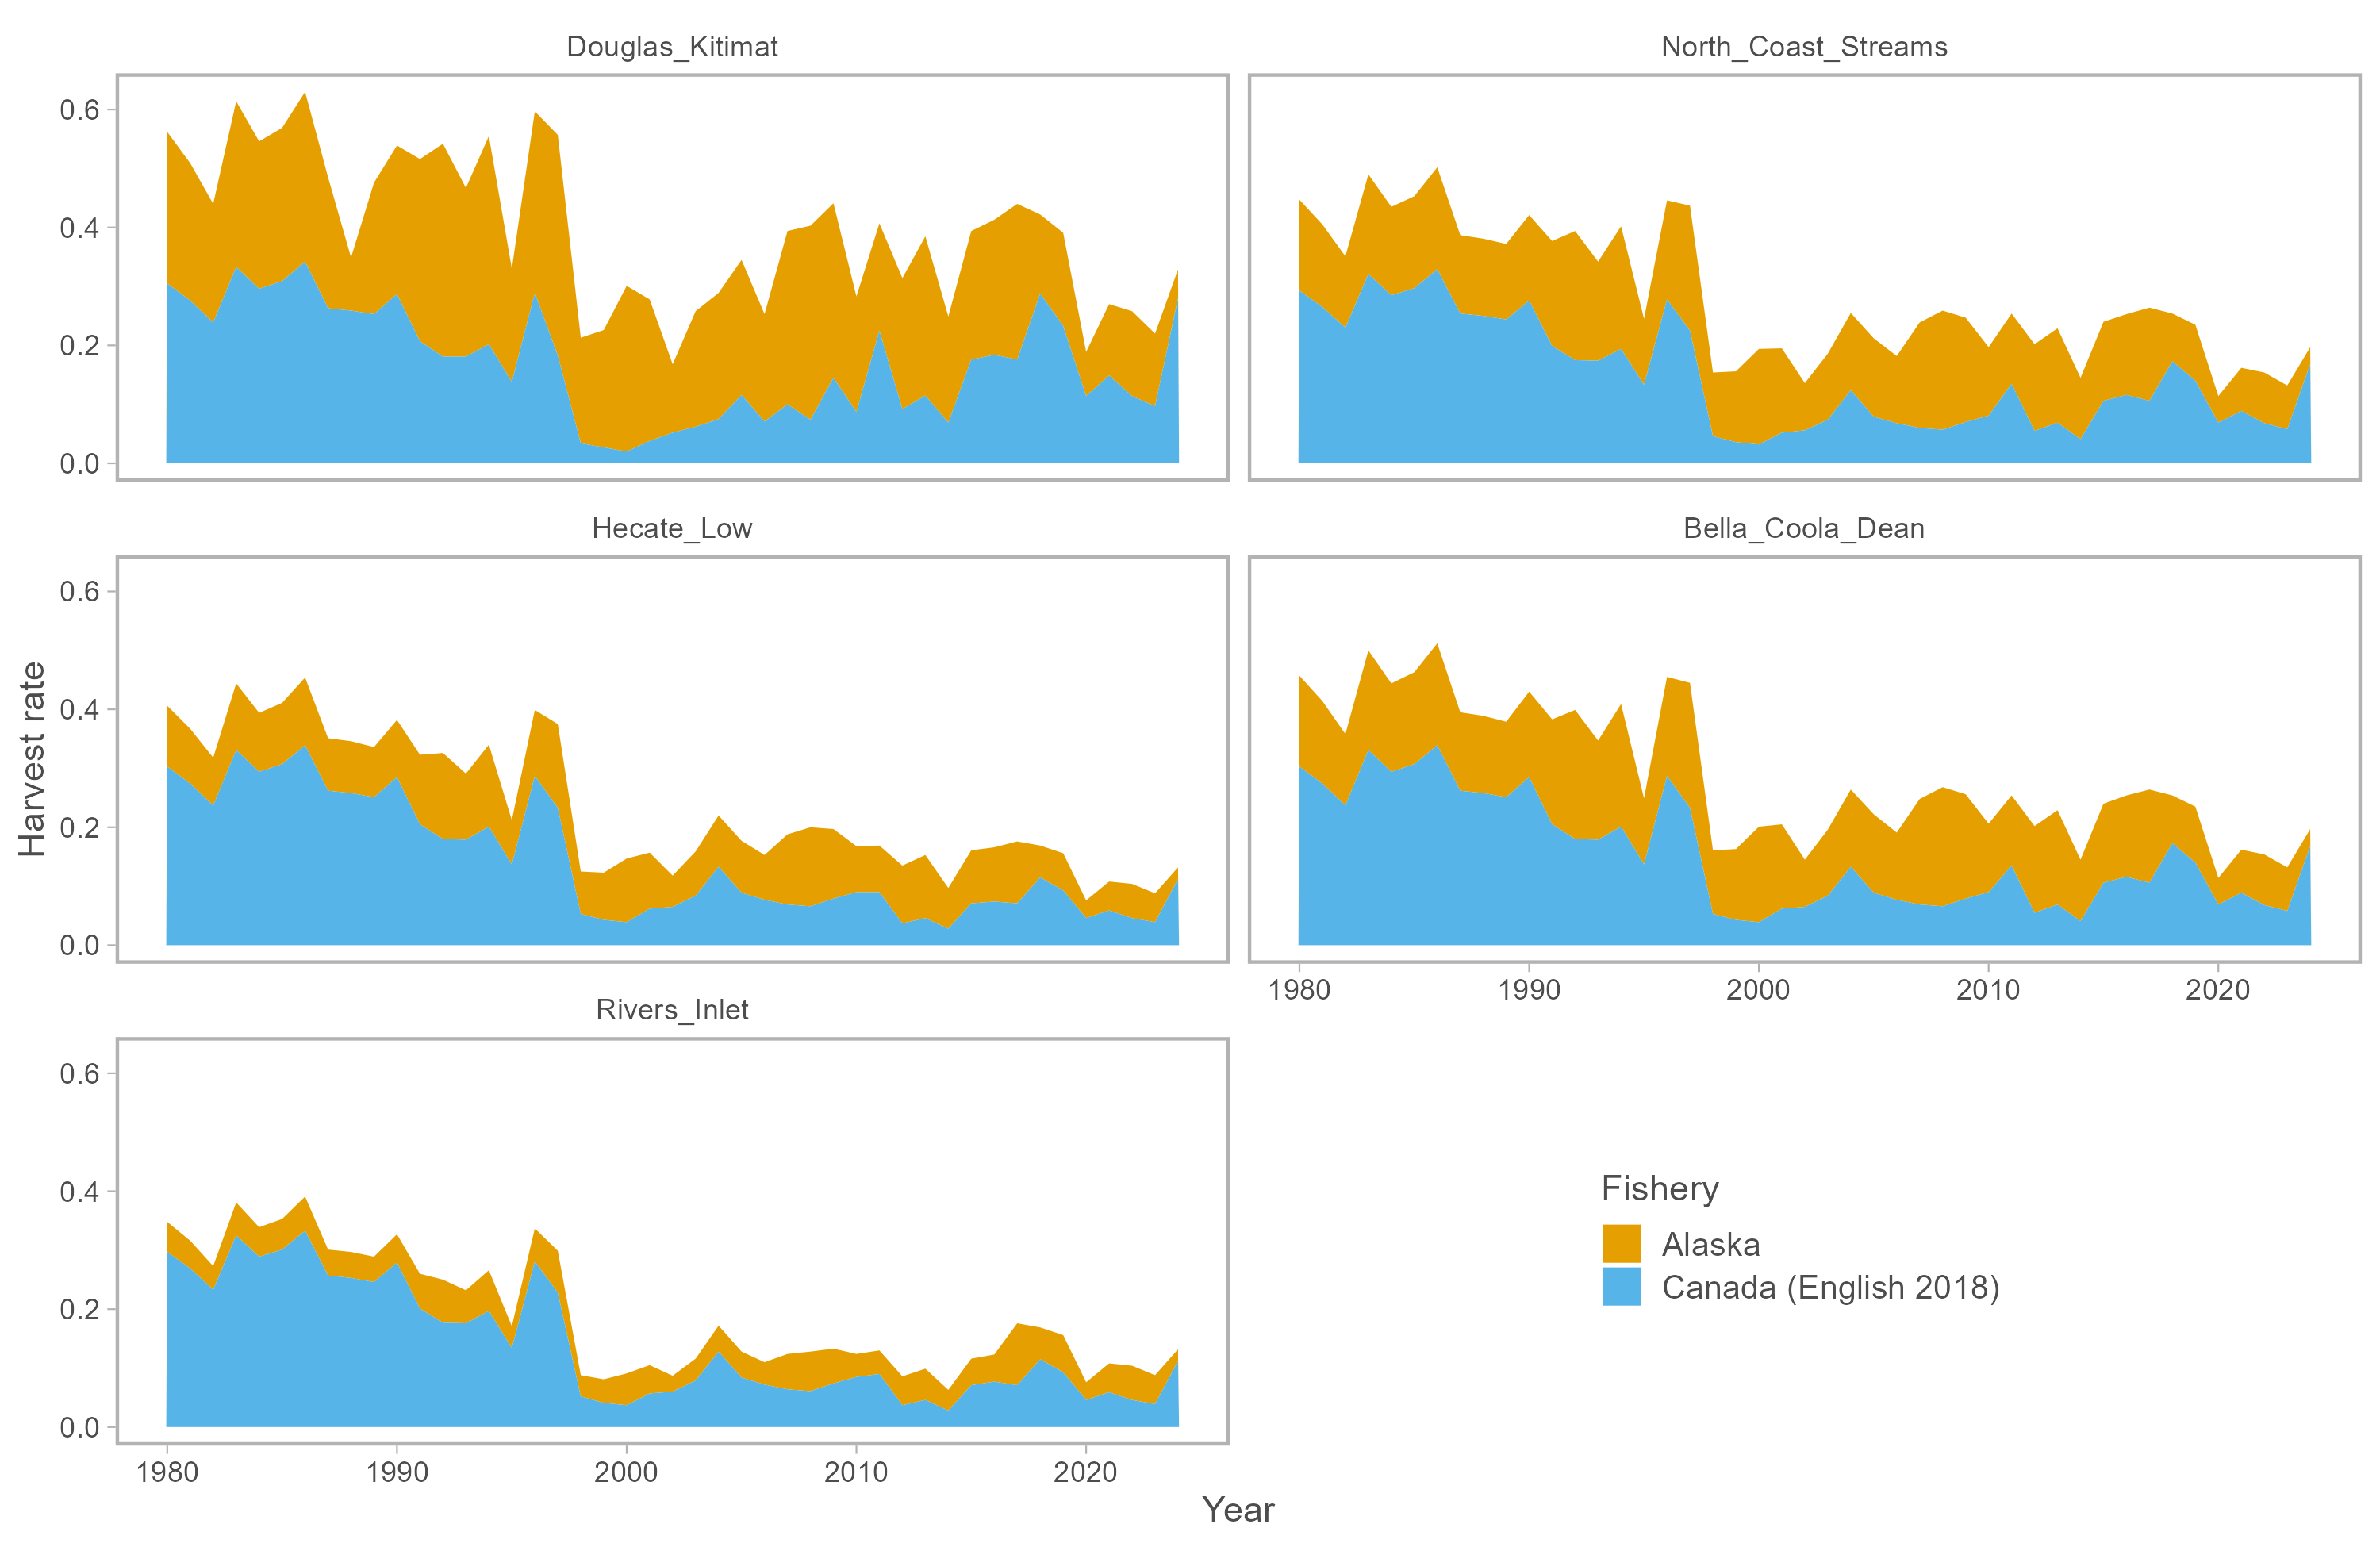 Douglas_Kitimat
North_Coast_Streams
0.6
0.4
0.2
0.0
Hecate_Low
Bella_Coola_Dean
0.6
0.4
0.2
0.0
Harvest rate
1980 1990 2000 2010 2020
Rivers_Inlet
0.6
0.4
0.2
0.0
Fishery
Alaska
Canada (English 2018)
1980 1990 2000 2010 2020
Year